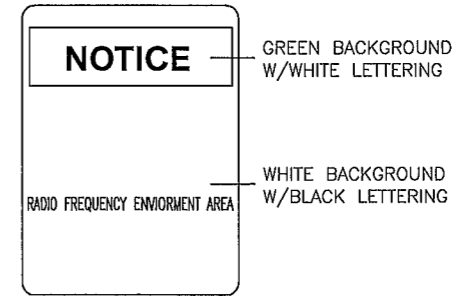 NOTICE
GREEN BACKGROUND
W/WHITE LETTERING
WHITE BACKGROUND
W/BLACK LETTERING
RADIO FREQUENCY ENVIORMENT AREA